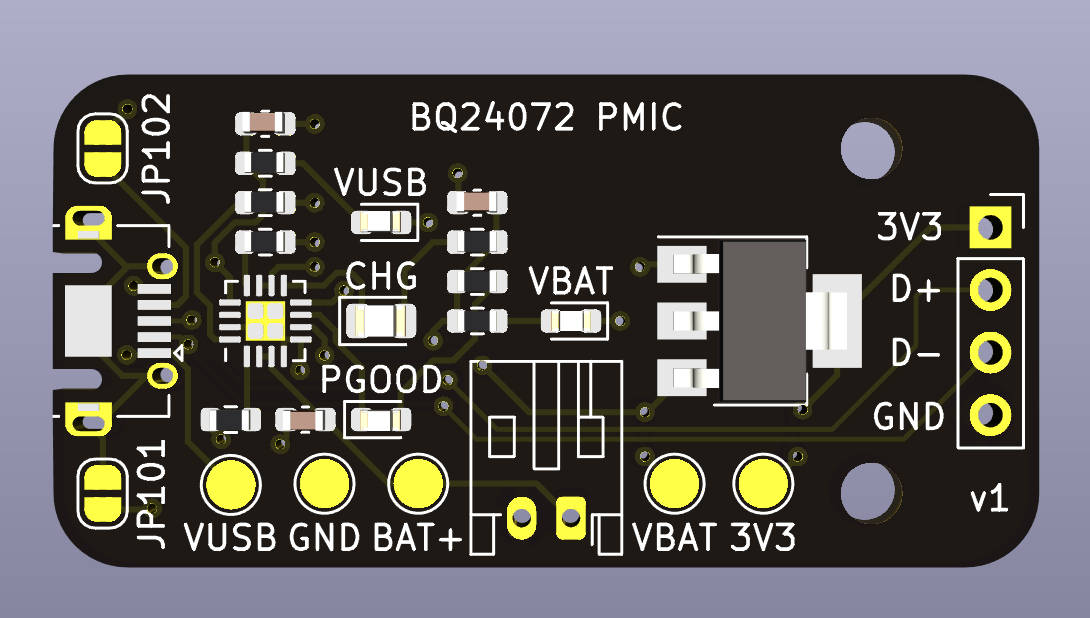 BQ24072 PMIC
JP102
VUSB
3V3
CHG
VBAT
D+
D-
PGOOD
GND
JP101
v1
VUSB GND BAT+ VBAT 3V3